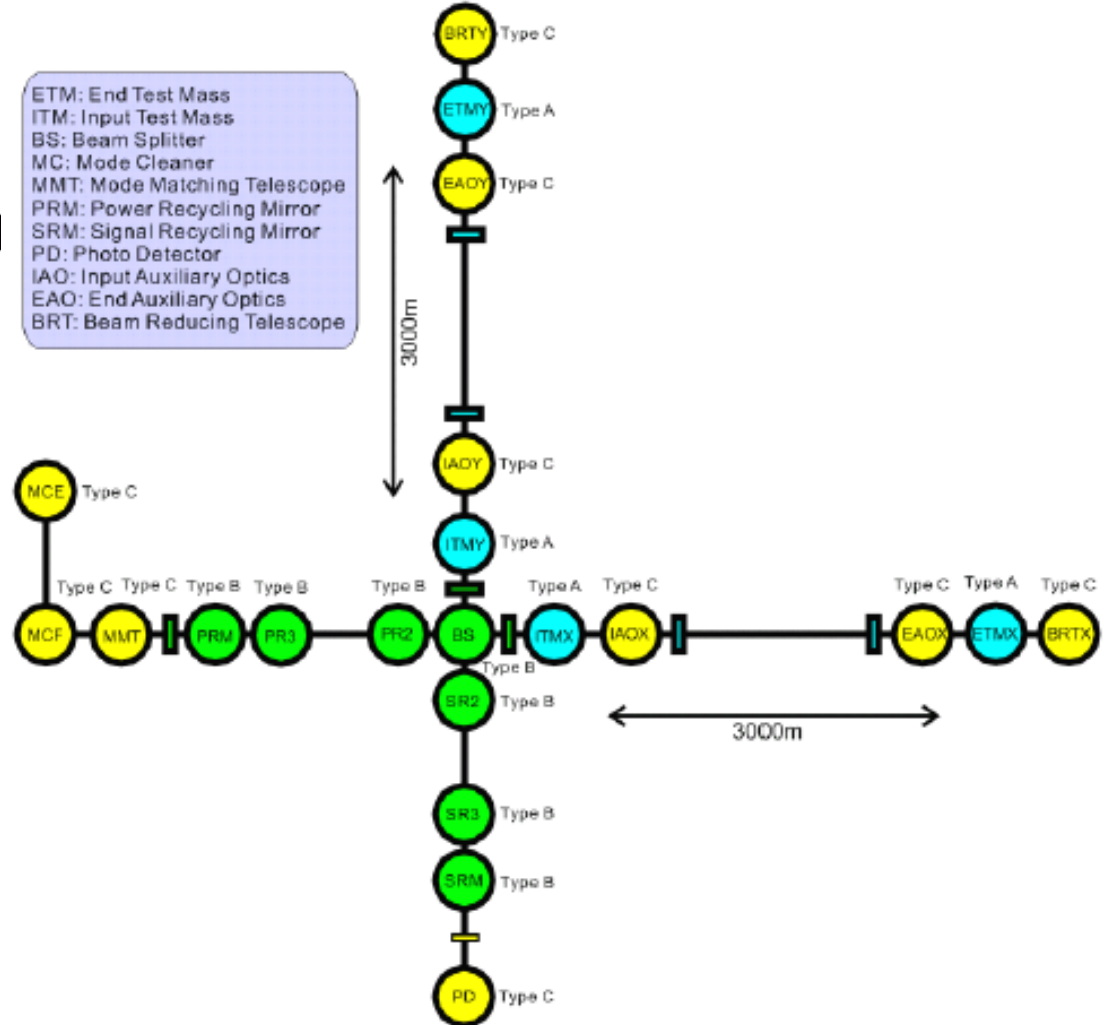 BRTY Type C
ETM: End Test Mass
ITM: Input Test Mass
BS: Beam Splitter
MC: Mode Cleaner
MMT: Mode Matching Telescope
PRM: Power Recycling Mirror
SRM: Signal Recycling Mirror
PD: Photo Detector
IAO: Input Auxiliary Optics
EAO: End Auxiliary Optics
BRT: Beam Reducing Telescope
ETMY Type A
EAOY Type C
3000m
IAOY Type C
MCE Type C
ITMY Type A
Type C Type C Type B Type B Type B Type A Type C Type C Type A Type C
MCF MMT PRM PR3 PR2 BS ITMX IAOX EAOX ETMX BRTX
Type B
SR2 Type B
3000m
SR3 Type B
SRM Type B
PD Type C